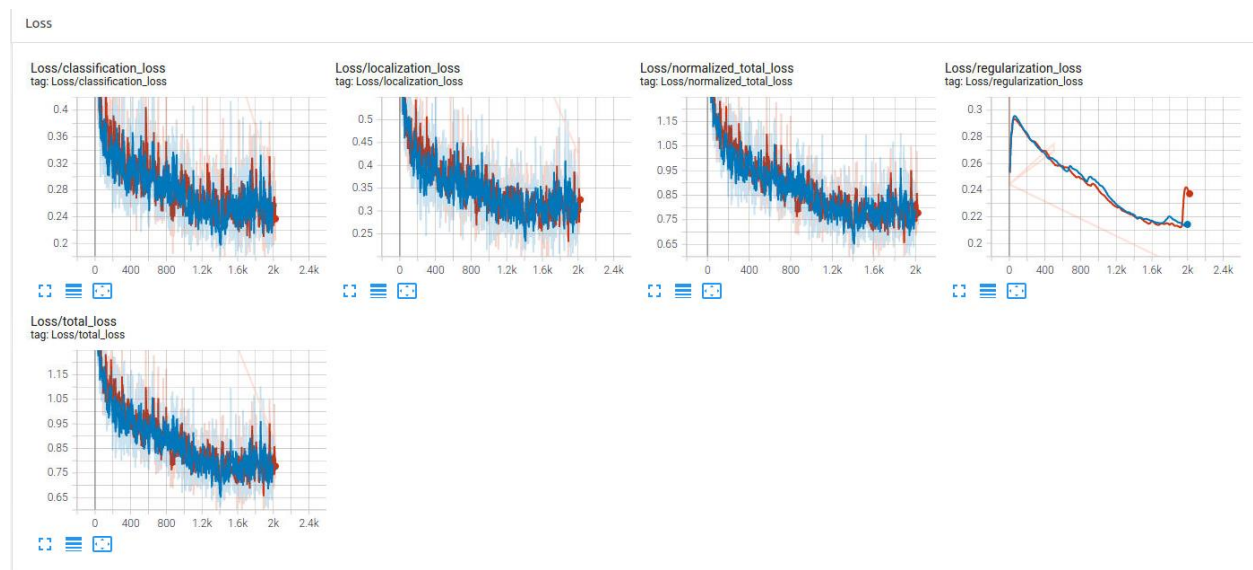 Loss
Loss/classification_loss
tag: Loss/classification_loss
0.4
0.36
0.32
0.28
0.24
0.2
0 400 800 1.2k 1.6k 2k 2.4k
Loss/localization_loss
tag: Loss/localization_loss
0.5
0.45
0.4
0.35
0.3
0.25
0 400 800 1.2k 1.6k 2k 2.4k
Loss/normalized_total_loss
tag: Loss/normalized_total_loss
1.15
1.05
0.95
0.85
0.75
0.65
0 400 800 1.2k 1.6k 2k
Loss/regularization_loss
tag: Loss/regularization_loss
0.3
0.28
0.26
0.24
0.22
0.2
0 400 800 1.2k 1.6k 2k 2.4k
Loss/total_loss
tag: Loss/total_loss
1.15
1.05
0.95
0.85
0.75
0.65
0 400 800 1.2k 1.6k 2k 2.4k